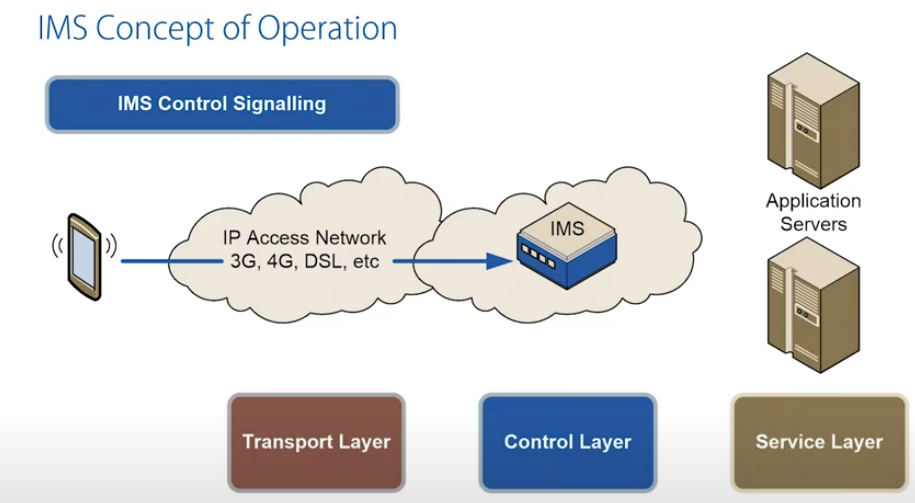 IMS Concept of Operation
IMS Control Signalling
IP Access Network
3G, 4G, DSL, etc
IMS
Application
Servers
Transport Layer
Control Layer
Service Layer